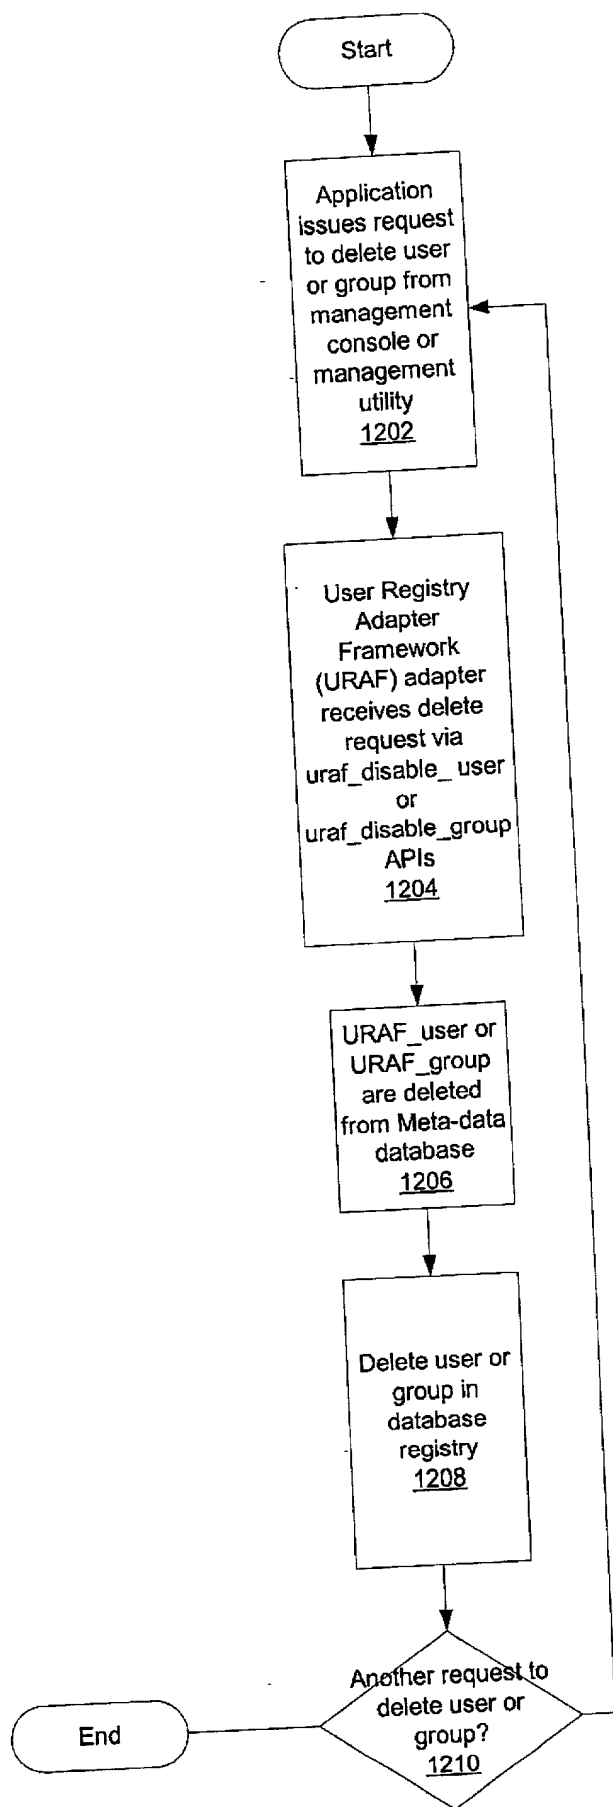 Start
Application
issues request
to delete user
or group from
management
console or
management
utility
1202
User Registry
Adapter
Framework
(URAF) adapter
receives delete
request via
uraf_disable_ user
or
uraf_disable_group
APIs
1204
URAF_user or
URAF_group
are deleted
from Meta-data
database
1206
Delete user or
group in
database
registry
1208
Another request to
delete user or
group?
1210
End